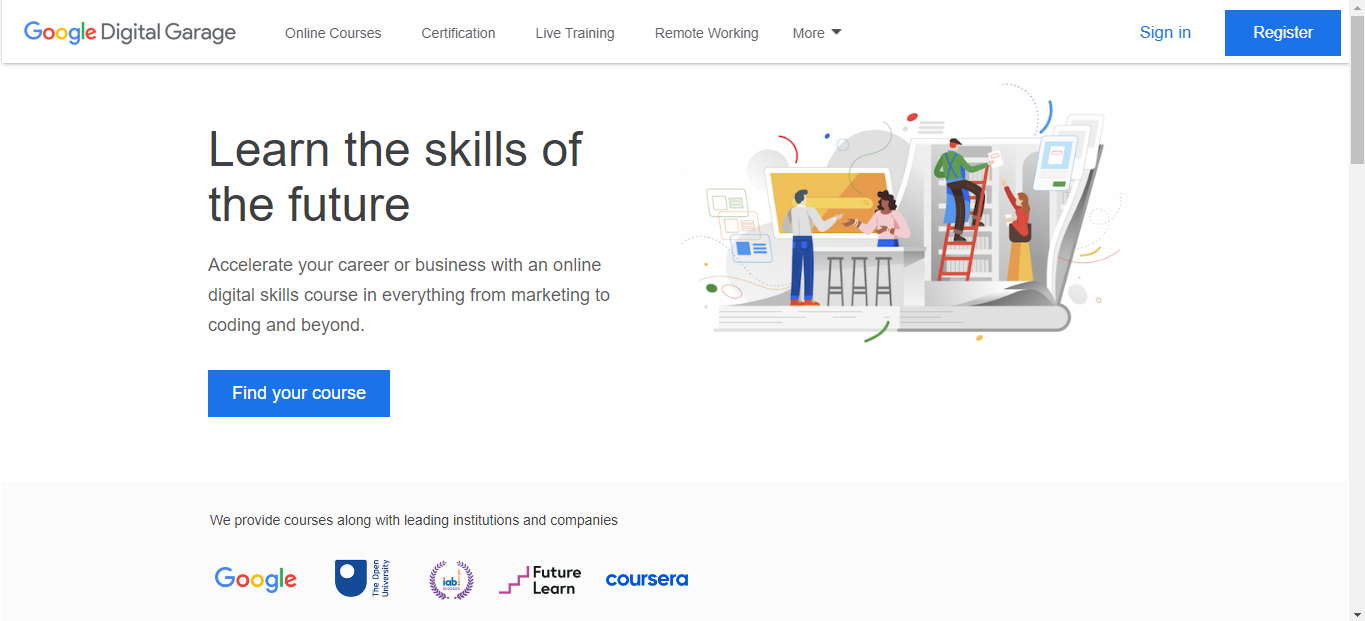 Google Digital Garage
Online Courses
Certification
Live Training
Remote Working
More
Sign in
Register
Learn the skills of
the future
Accelerate your career or business with an online
digital skills course in everything from marketing to
coding and beyond.
Find your course
We provide courses along with leading institutions and companies
Google
The Open
University
iab
Future
Learn
coursera